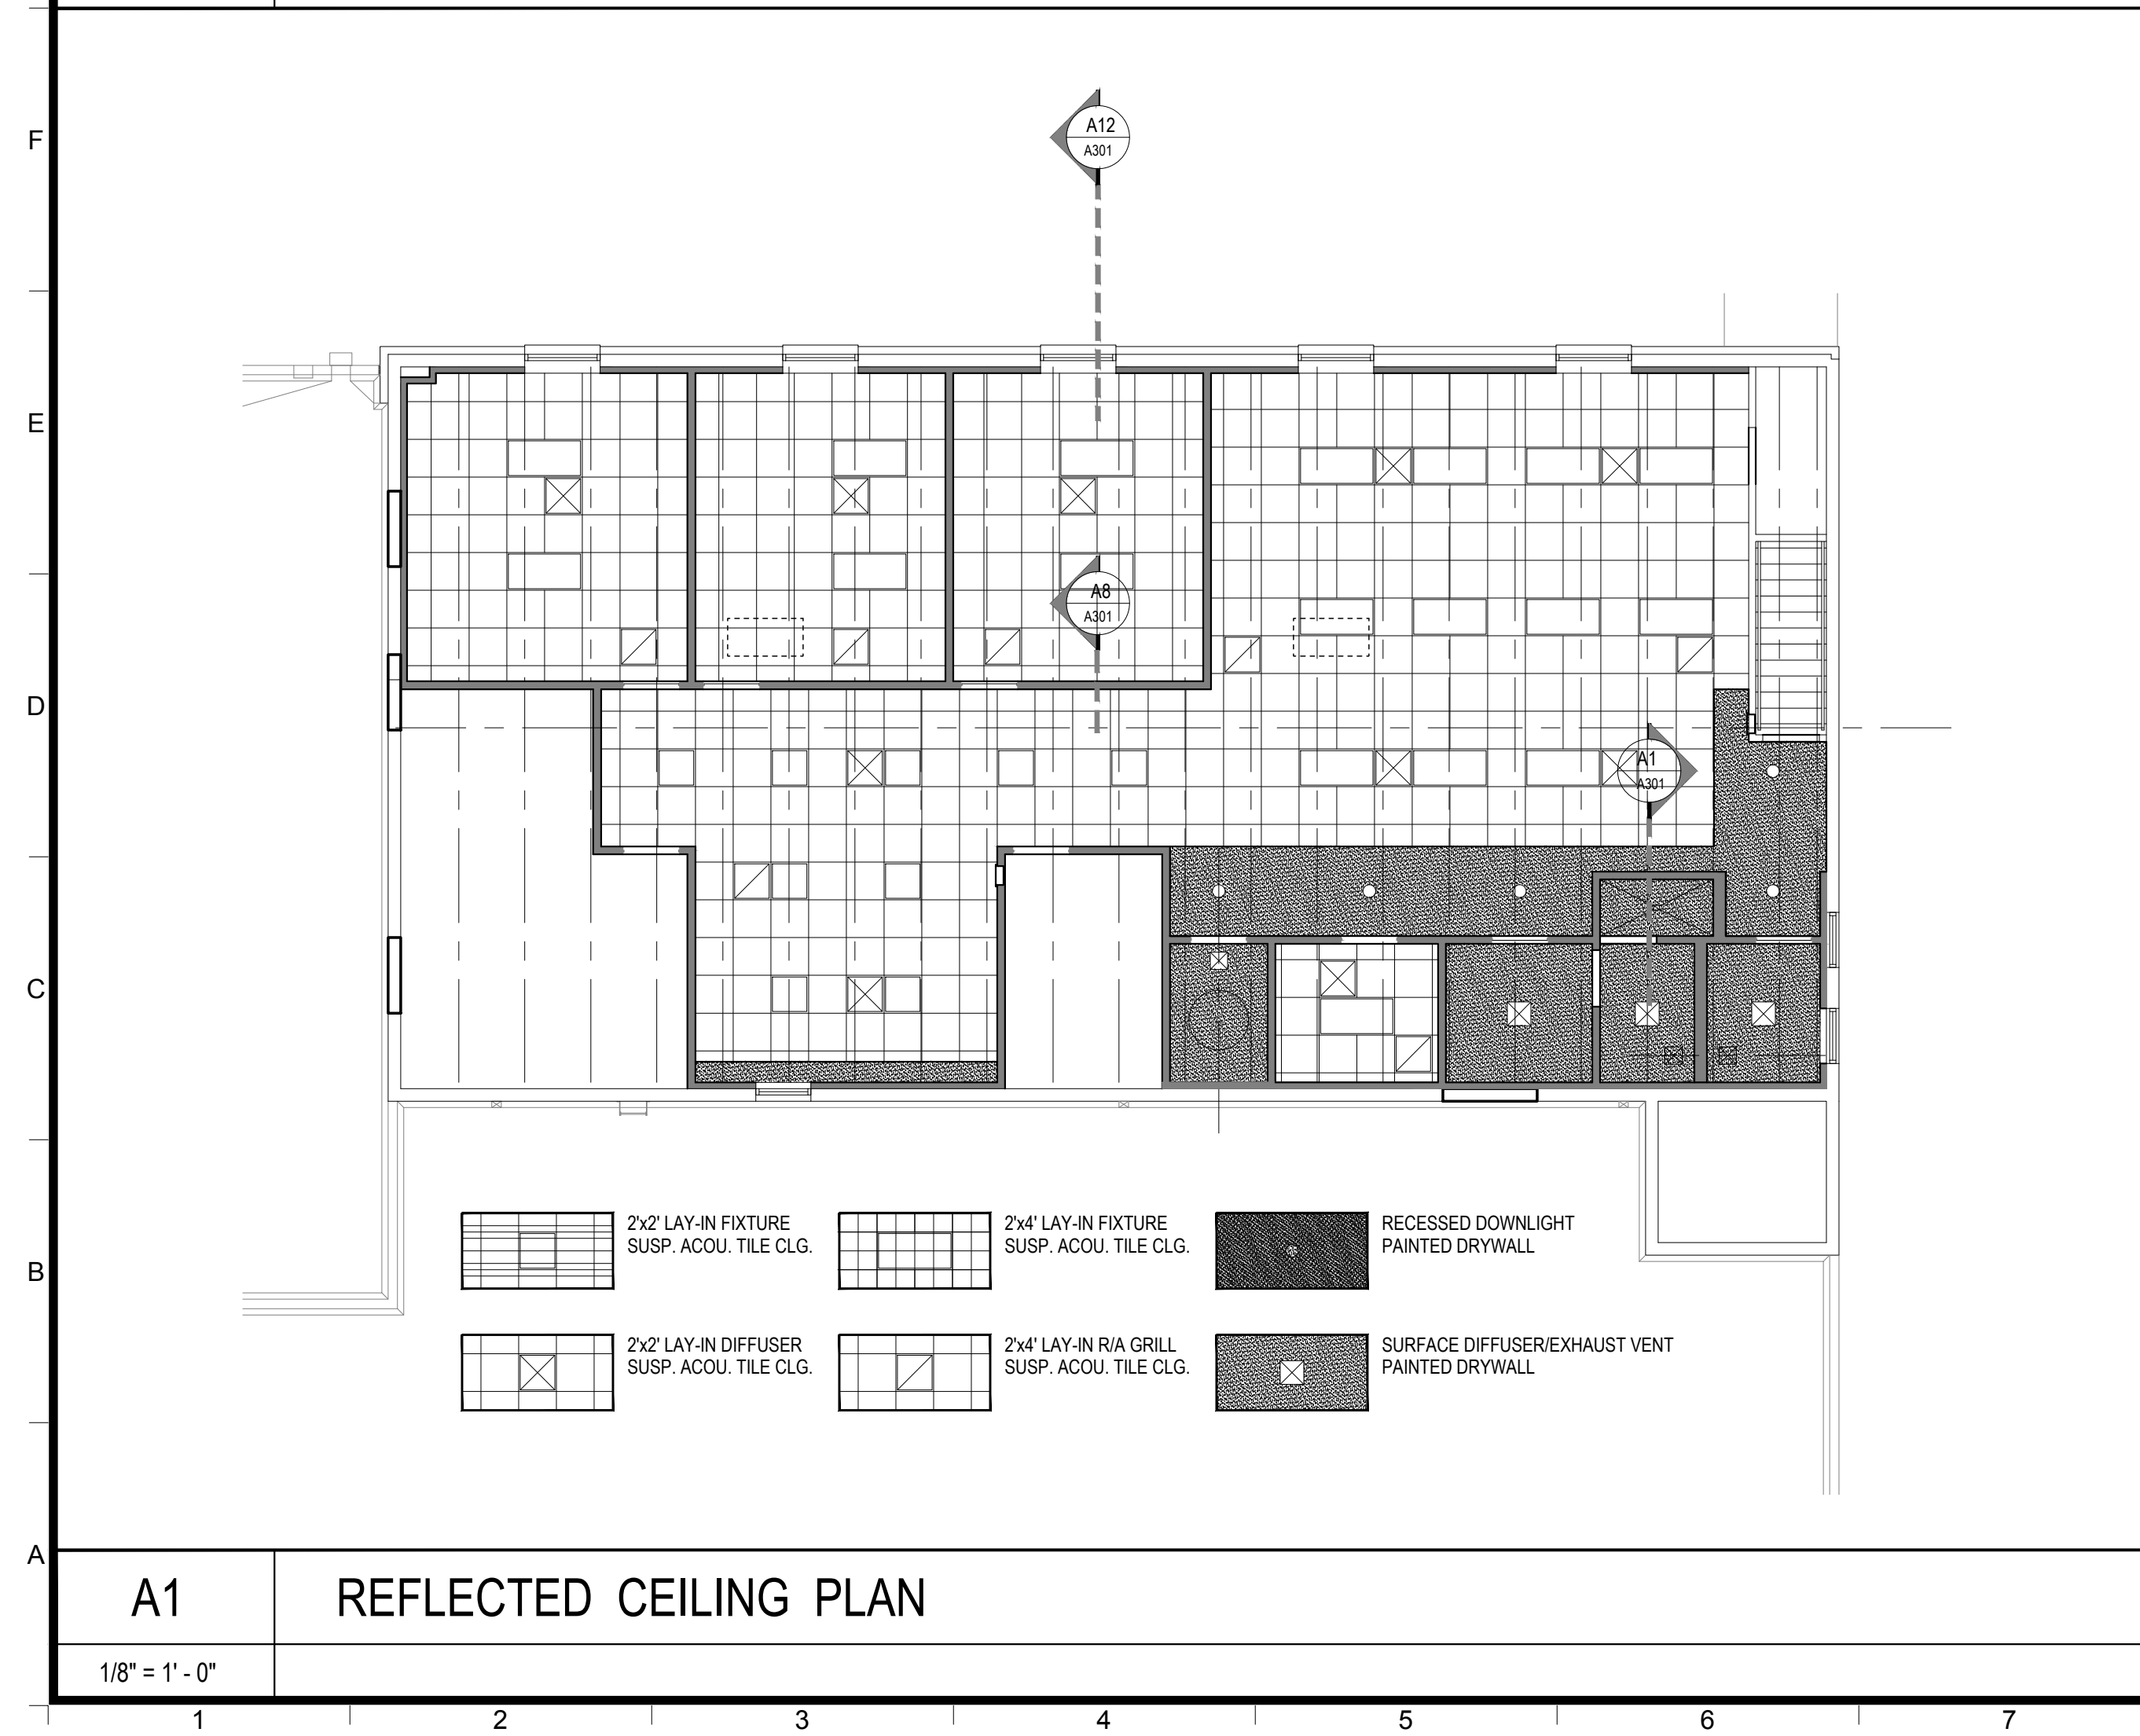 F
A12
A301
E
A8
A301
D
A1
A301
C
2'x2' LAY-IN FIXTURE
SUSP. ACOU. TILE CLG.
2'x4' LAY-IN FIXTURE
SUSP. ACOU. TILE CLG.
RECESSED DOWNLIGHT
PAINTED DRYWALL
B
2'x2' LAY-IN DIFFUSER
SUSP. ACOU. TILE CLG.
2'x4' LAY-IN R/A GRILL
SUSP. ACOU. TILE CLG.
SURFACE DIFFUSER/EXHAUST VENT
PAINTED DRYWALL
A
A1
REFLECTED CEILING PLAN
1/8" = 1' - 0"
1 2 3 4 5 6 7